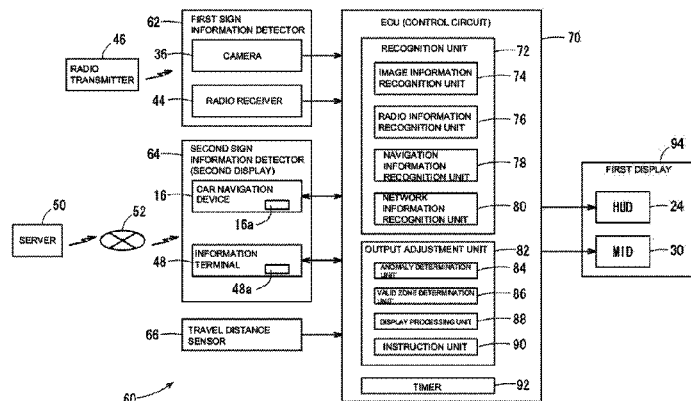 62
FIRST SIGN
INFORMATION DETECTOR
36
CAMERA
44
RADIO RECEIVER
46
RADIO
TRANSMITTER
64
SECOND SIGN
INFORMATION DETECTOR
(SECOND DISPLAY)
16
CAR NAVIGATION
DEVICE
16a
48
INFORMATION
TERMINAL
48a
50
SERVER
52
66
TRAVEL DISTANCE
SENSOR
60
ECU (CONTROL CIRCUIT)
70
RECOGNITION UNIT
72
IMAGE INFORMATION
RECOGNITION UNIT
74
RADIO INFORMATION
RECOGNITION UNIT
76
NAVIGATION
INFORMATION
RECOGNITION UNIT
78
NETWORK
INFORMATION
RECOGNITION UNIT
80
OUTPUT ADJUSTMENT UNIT
82
ANOMALY DETERMINATION
UNIT
84
VALID ZONE DETERMINATION
UNIT
86
DISPLAY PROCESSING UNIT
88
INSTRUCTION UNIT
90
TIMER
92
94
FIRST DISPLAY
HUD
24
MID
30